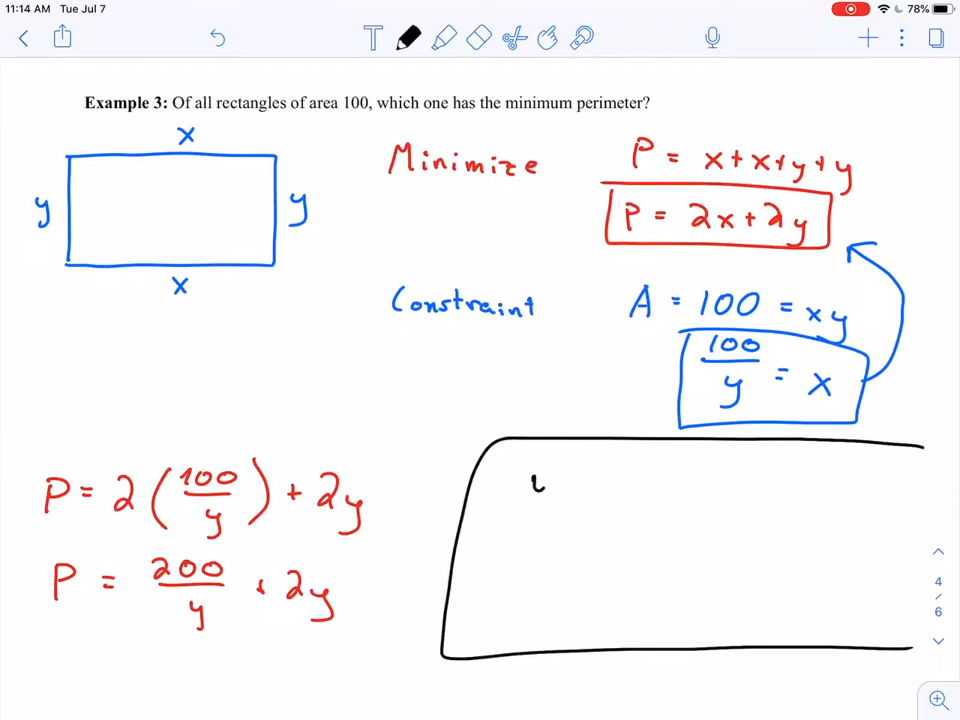 11:14 AM Tue Jul 7
78%
T
Example 3: Of all rectangles of area 100, which one has the minimum perimeter?
x
y
y
x
Minimize
P = x+x+y+y
P = 2x+2y
Constraint
A = 100 = xy
100/y = x
P = 2(100/y) + 2y
P = 200/y + 2y
4
/
6